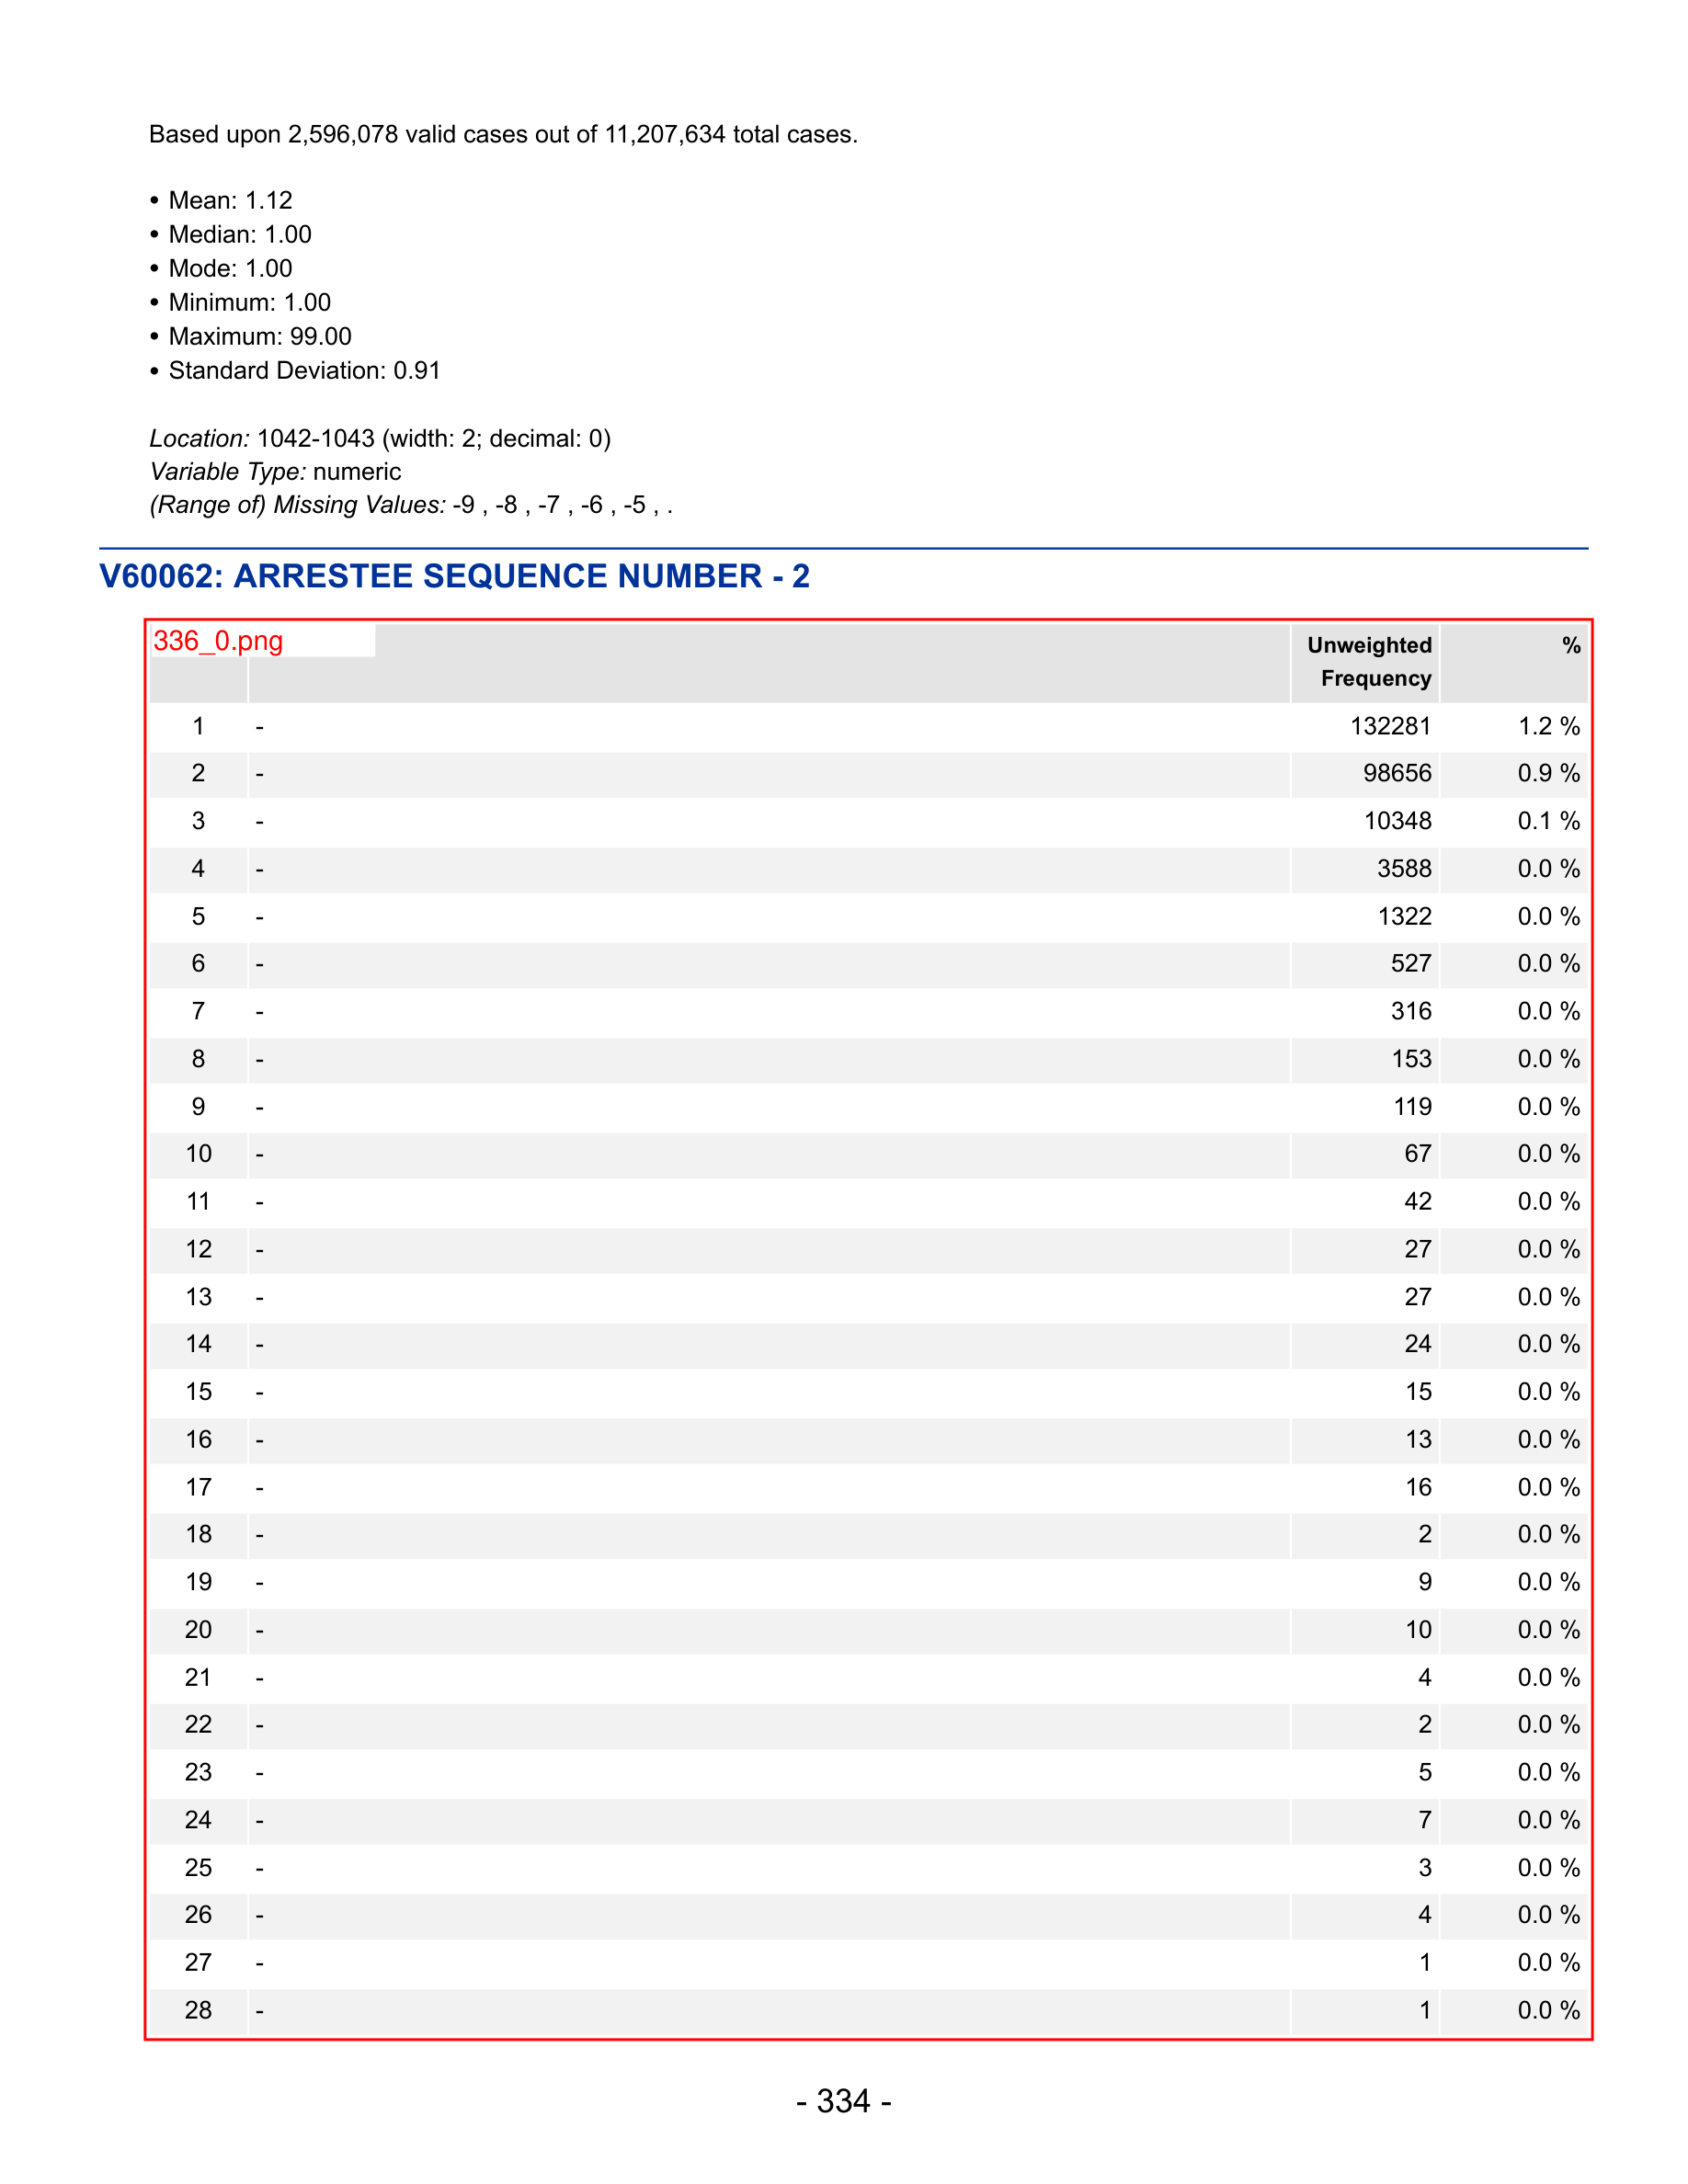 Based upon 2,596,078 valid cases out of 11,207,634 total cases.
• Mean: 1.12
• Median: 1.00
• Mode: 1.00
• Minimum: 1.00
• Maximum: 99.00
• Standard Deviation: 0.91
Location: 1042-1043 (width: 2; decimal: 0)
Variable Type: numeric
(Range of) Missing Values: -9 , -8 , -7 , -6 , -5 , .
V60062: ARRESTEE SEQUENCE NUMBER - 2
336_0.png
Unweighted Frequency %
1 - 132281 1.2 %
2 - 98656 0.9 %
3 - 10348 0.1 %
4 - 3588 0.0 %
5 - 1322 0.0 %
6 - 527 0.0 %
7 - 316 0.0 %
8 - 153 0.0 %
9 - 119 0.0 %
10 - 67 0.0 %
11 - 42 0.0 %
12 - 27 0.0 %
13 - 27 0.0 %
14 - 24 0.0 %
15 - 15 0.0 %
16 - 13 0.0 %
17 - 16 0.0 %
18 - 2 0.0 %
19 - 9 0.0 %
20 - 10 0.0 %
21 - 4 0.0 %
22 - 2 0.0 %
23 - 5 0.0 %
24 - 7 0.0 %
25 - 3 0.0 %
26 - 4 0.0 %
27 - 1 0.0 %
28 - 1 0.0 %
- 334 -